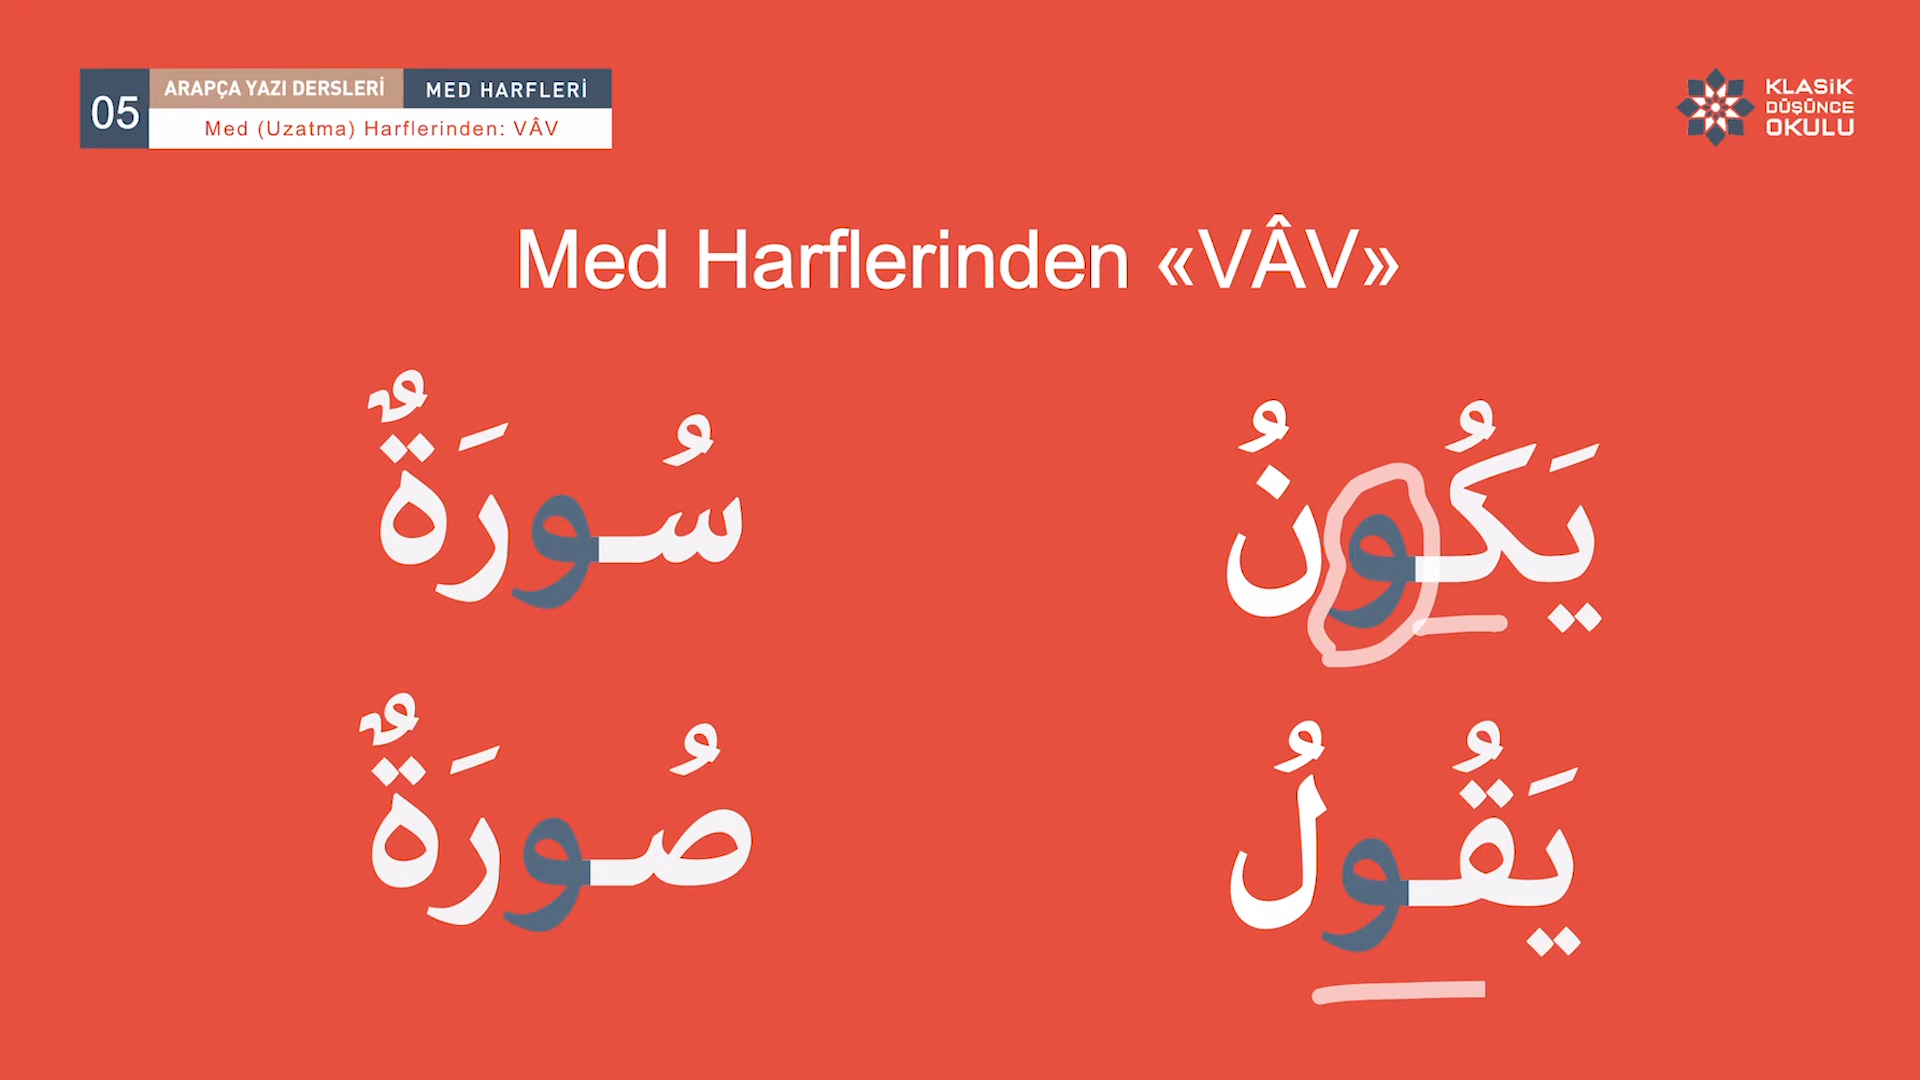 05
ARAPÇA YAZI DERSLERİ
MED HARFLERİ
Med (Uzatma) Harflerinden: VÂV
KLASİK
DÜŞÜNCE
OKULU
Med Harflerinden «VÂV»
يَكُونُ
سُورَةٌ
يَقُولُ
صُورَةٌ